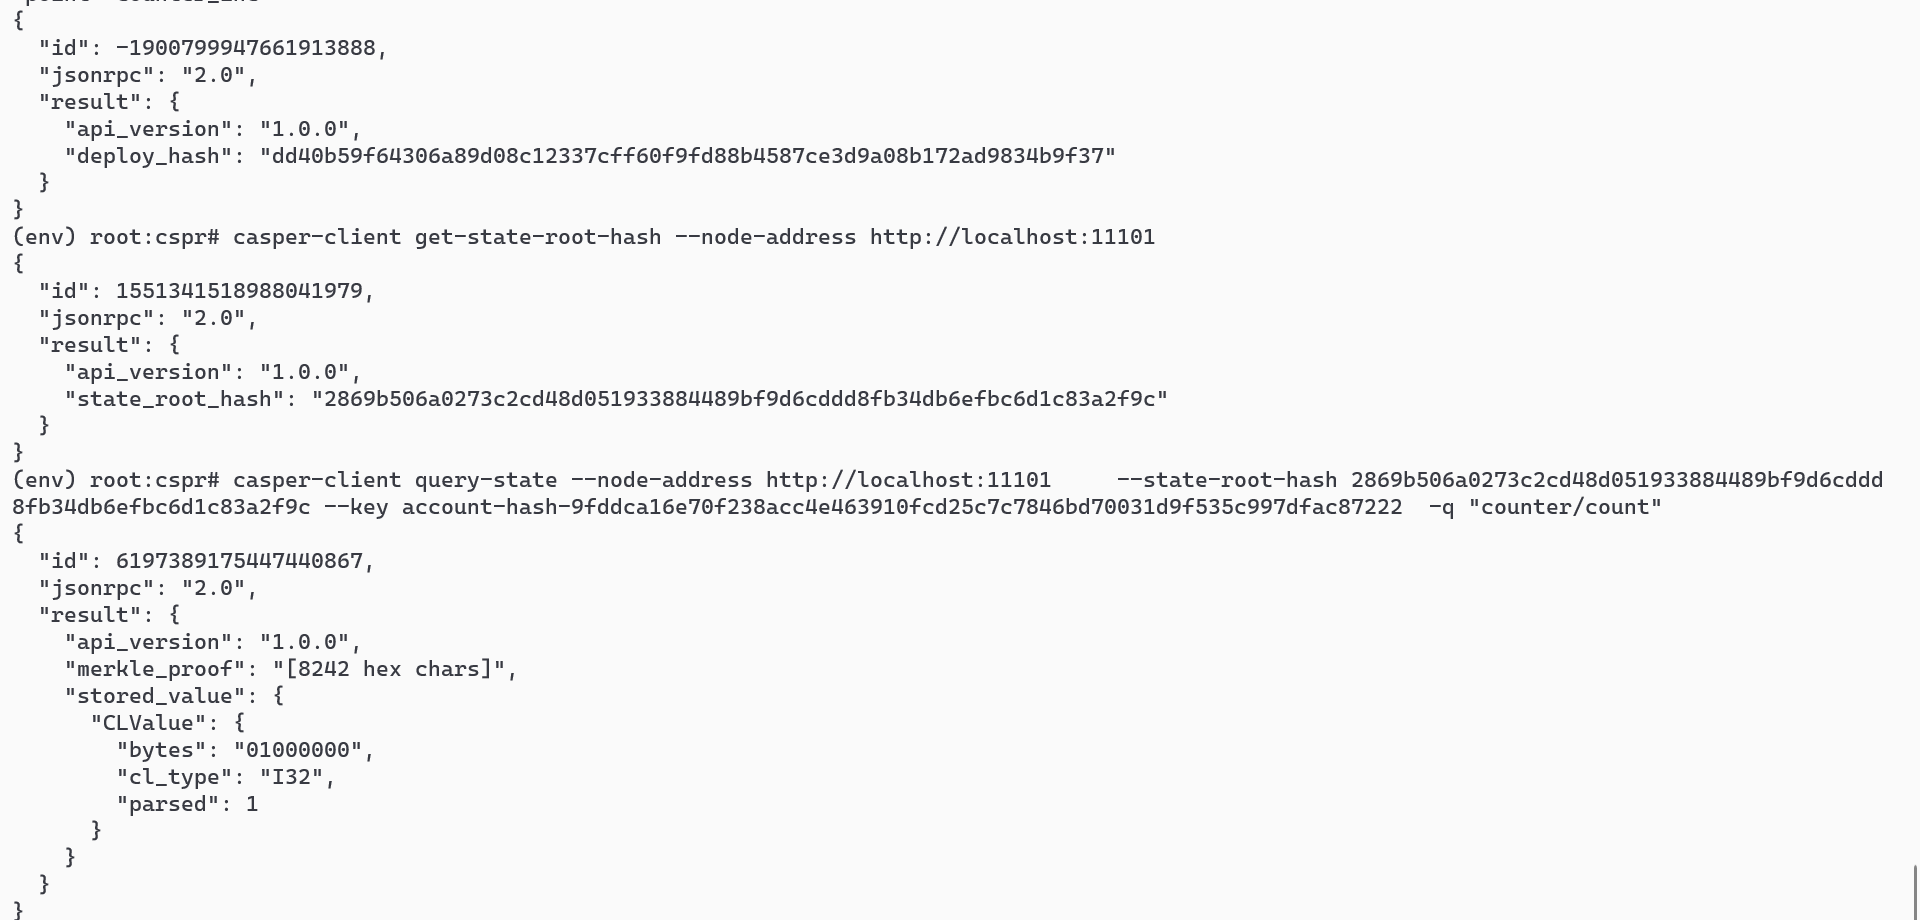 {
  "id": -1900799947661913888,
  "jsonrpc": "2.0",
  "result": {
    "api_version": "1.0.0",
    "deploy_hash": "dd40b59f64306a89d08c12337cff60f9fd88b4587ce3d9a08b172ad9834b9f37"
  }
}
(env) root:cspr# casper-client get-state-root-hash --node-address http://localhost:11101
{
  "id": 1551341518988041979,
  "jsonrpc": "2.0",
  "result": {
    "api_version": "1.0.0",
    "state_root_hash": "2869b506a0273c2cd48d051933884489bf9d6cddd8fb34db6efbc6d1c83a2f9c"
  }
}
(env) root:cspr# casper-client query-state --node-address http://localhost:11101     --state-root-hash 2869b506a0273c2cd48d051933884489bf9d6cddd
8fb34db6efbc6d1c83a2f9c --key account-hash-9fddca16e70f238acc4e463910fcd25c7c7846bd70031d9f535c997dfac87222  -q "counter/count"
{
  "id": 6197389175447440867,
  "jsonrpc": "2.0",
  "result": {
    "api_version": "1.0.0",
    "merkle_proof": "[8242 hex chars]",
    "stored_value": {
      "CLValue": {
        "bytes": "01000000",
        "cl_type": "I32",
        "parsed": 1
      }
    }
  }
}